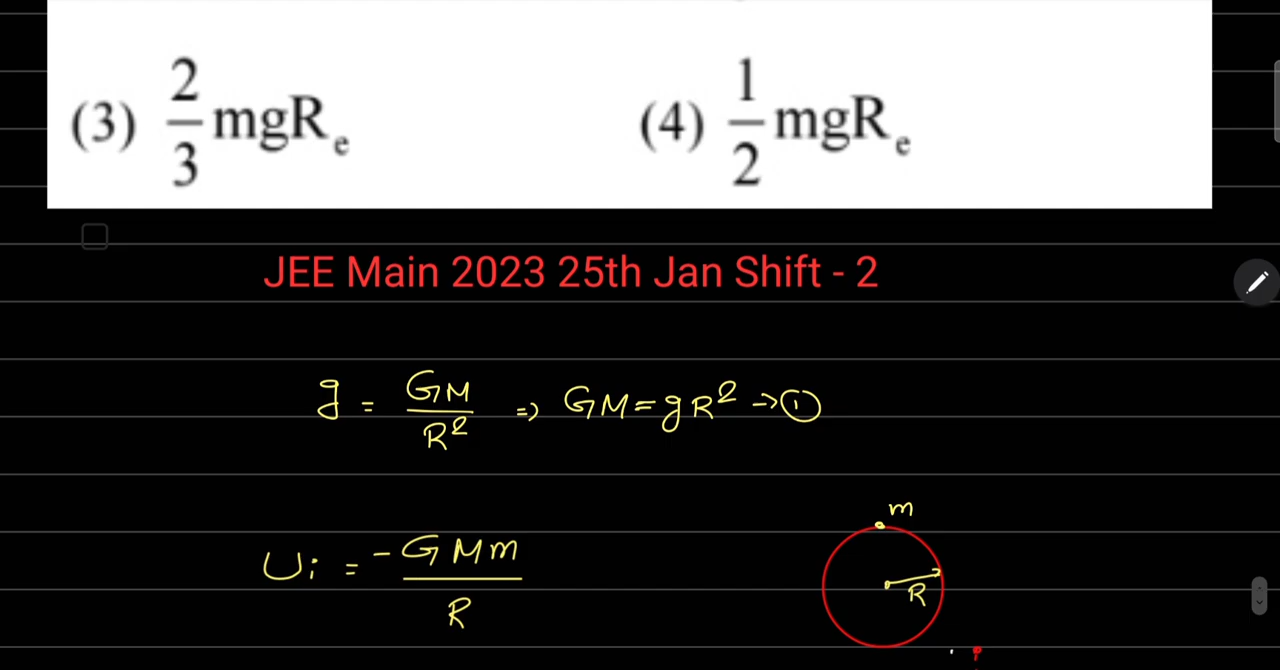 (3) 2/3 mgRₑ (4) 1/2 mgRₑ
JEE Main 2023 25th Jan Shift - 2
g = GM/R² => GM = gR² -> ①
m
Ui = -GMm/R
R